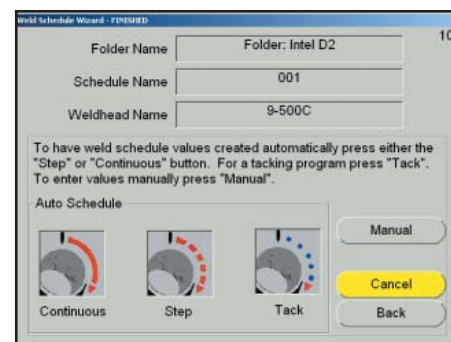 Weld Schedule Wizard - FINISHED
10
Folder Name Folder: Intel D2
Schedule Name 001
Weldhead Name 9-500C
To have weld schedule values created automatically press either the
"Step" or "Continuous" button. For a tacking program press "Tack".
To enter values manually press "Manual".
Auto Schedule
Manual
Cancel
Continuous Step Tack Back